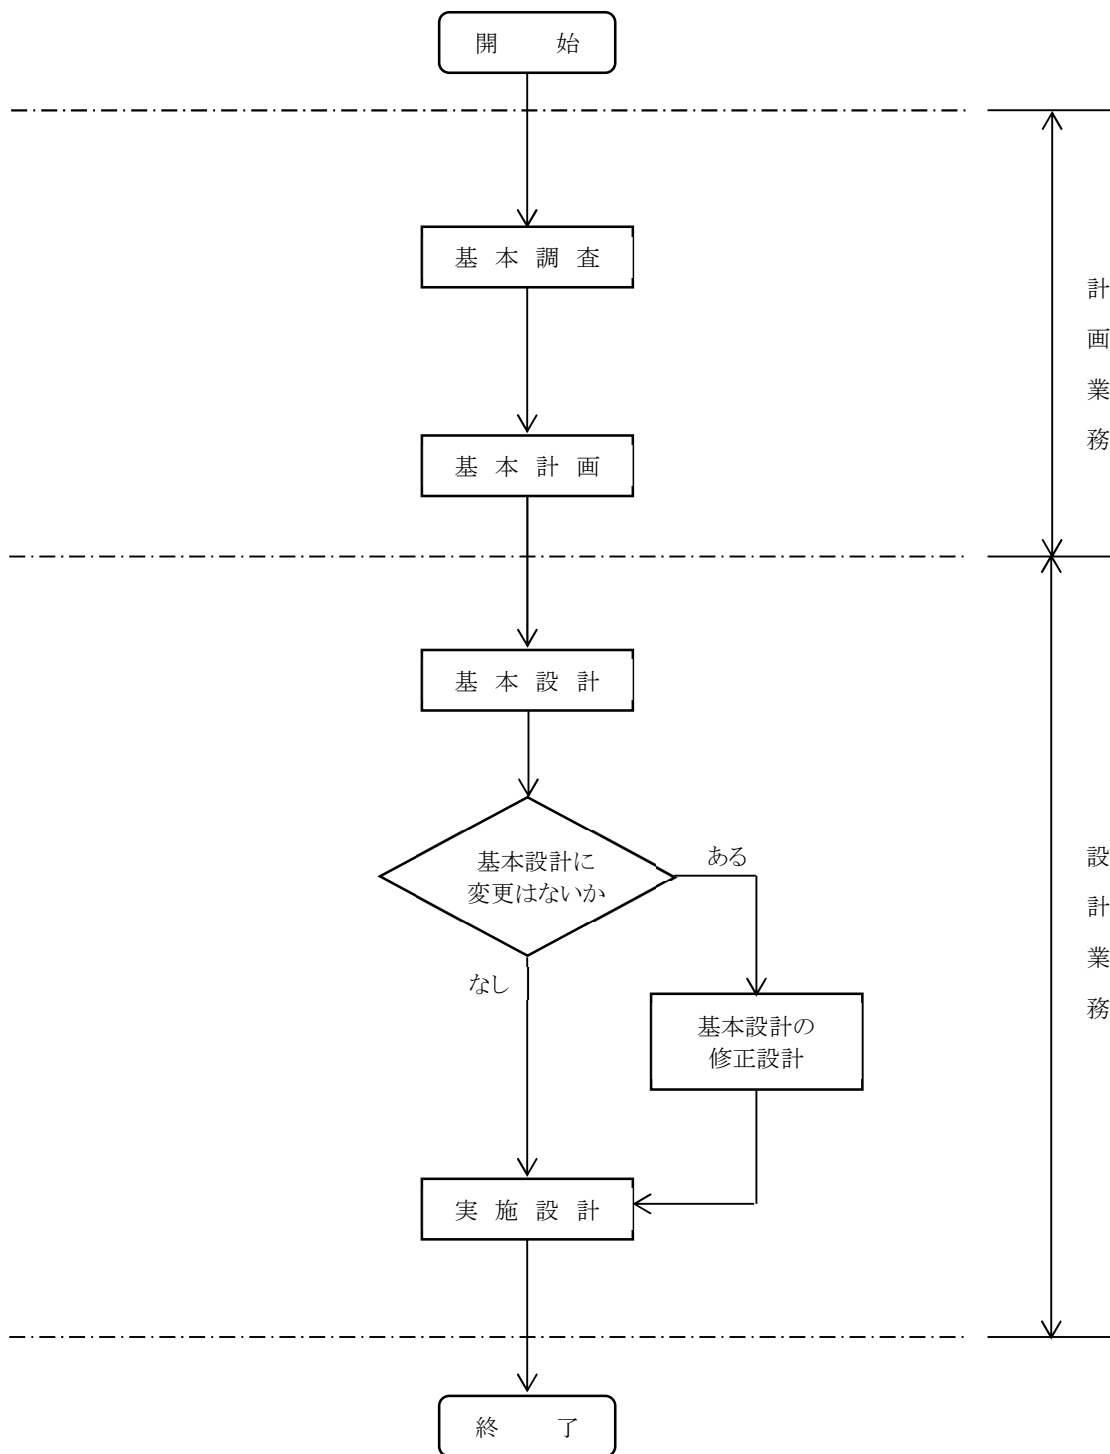 開始
基本調査
基本計画
計画業務
基本設計
基本設計に
変更はないか
ある
なし
基本設計の
修正設計
実施設計
設計業務
終了